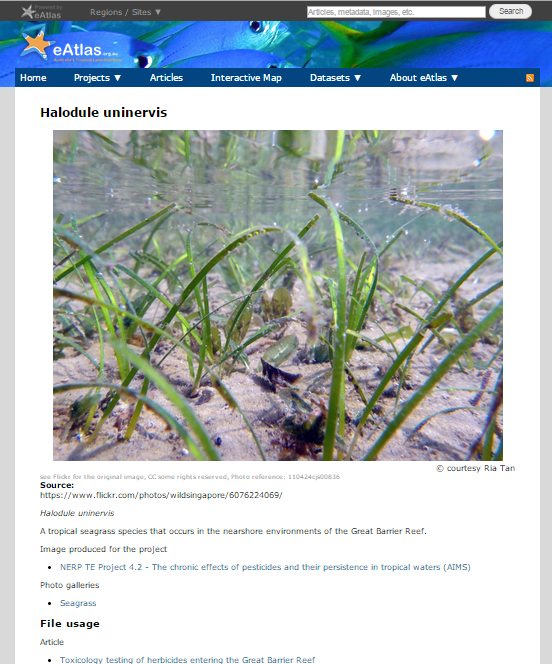 Powered by
eAtlas
Regions / Sites ▼
Articles, metadata, images, etc.
Search
eAtlas.org.au
Home
Projects ▼
Articles
Interactive Map
Datasets ▼
About eAtlas ▼
Halodule uninervis
© courtesy Ria Tan
see Flickr for the original image, CC some rights reserved, Photo reference: 110424cjs00836
Source:
https://www.flickr.com/photos/wildsingapore/6076224069/
Halodule uninervis
A tropical seagrass species that occurs in the nearshore environments of the Great Barrier Reef.
Image produced for the project
• NERP TE Project 4.2 - The chronic effects of pesticides and their persistence in tropical waters (AIMS)
Photo galleries
• Seagrass
File usage
Article
• Toxicology testing of herbicides entering the Great Barrier Reef